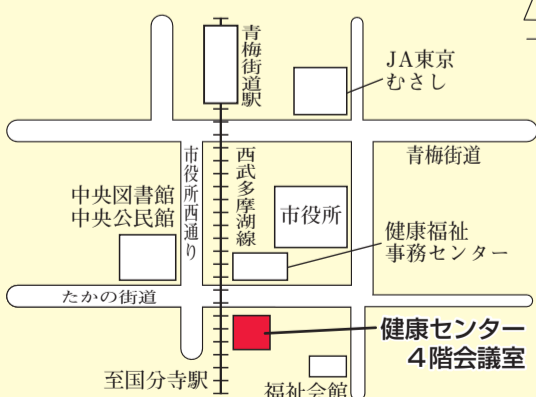 青梅街道駅
JA東京
むさし
青梅街道
市役所西通り
西武多摩湖線
中央図書館
中央公民館
市役所
健康福祉
事務センター
たかの街道
健康センター
4階会議室
至国分寺駅
福祉会館